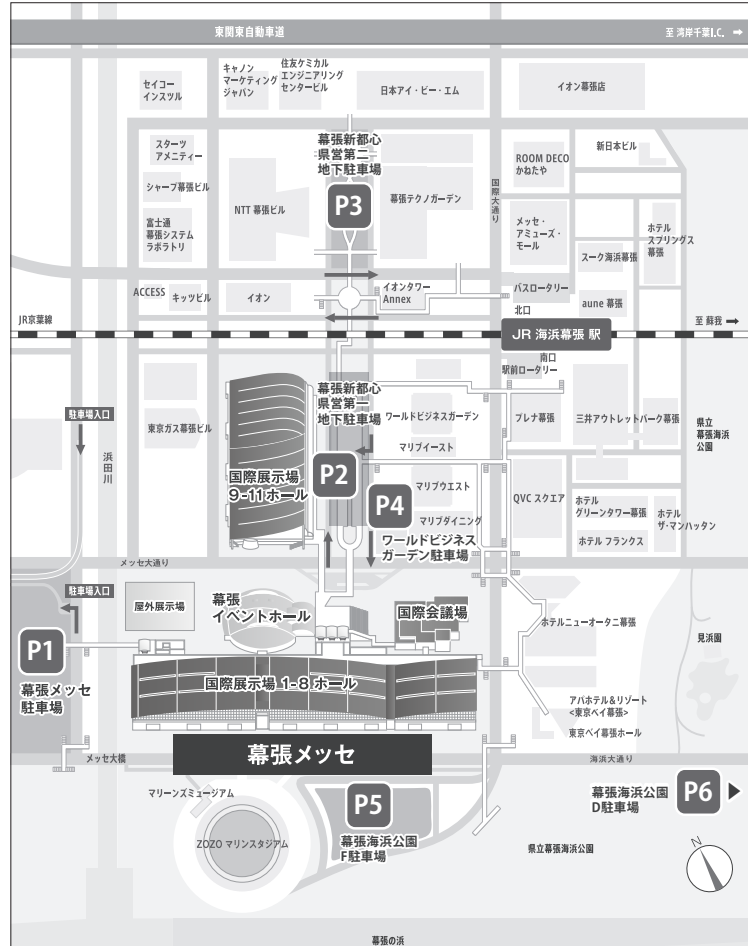 東関東自動車道
至 湾岸千葉I.C.
セイコー
インスツル
キャノン
マーケティング
ジャパン
住友ケミカル
エンジニアリング
センタービル
日本アイ・ビー・エム
イオン幕張店
スターツ
アメニティー
シャープ幕張ビル
富士通
幕張システム
ラボラトリ
NTT 幕張ビル
幕張新都心
県営第二
地下駐車場
P3
幕張テクノガーデン
国際大通り
ROOM DECO
かねたや
新日本ビル
メッセ・
アミューズ・
モール
ホテル
スプリングス
幕張
スーク海浜幕張
ACCESS
キッツビル
イオン
イオンタワー
Annex
バスロータリー
北口
aune 幕張
JR京葉線
至 蘇我
JR 海浜幕張 駅
南口
駅前ロータリー
駐車場入口
浜田川
東京ガス幕張ビル
国際展示場
9-11 ホール
幕張新都心
県営第一
地下駐車場
P2
ワールドビジネスガーデン
マリブイースト
P4
マリブウエスト
マリブダイニング
ワールドビジネス
ガーデン駐車場
プレナ幕張
三井アウトレットパーク幕張
県立
幕張海浜
公園
QVC スクエア
ホテル
グリーンタワー幕張
ホテル フランクス
ホテル
ザ・マンハッタン
メッセ大通り
駐車場入口
屋外展示場
幕張
イベントホール
国際会議場
ホテルニューオータニ幕張
見浜園
P1
幕張メッセ
駐車場
国際展示場 1-8 ホール
アパホテル&リゾート
<東京ベイ幕張>
東京ベイ幕張ホール
メッセ大橋
幕張メッセ
海浜大通り
マリーンズミュージアム
ZOZO マリンスタジアム
P5
幕張海浜公園
F駐車場
幕張海浜公園
D駐車場
P6
県立幕張海浜公園
N
幕張の浜